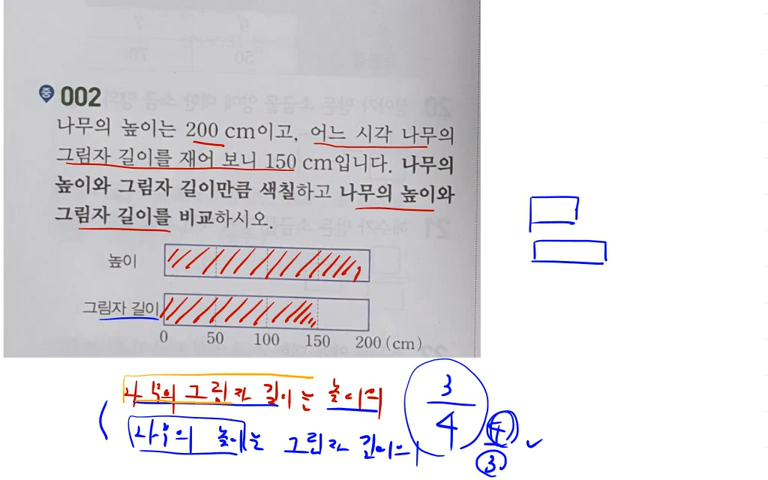 중 002
나무의 높이는 200 cm이고, 어느 시각 나무의
그림자 길이를 재어 보니 150 cm입니다. 나무의
높이와 그림자 길이만큼 색칠하고 나무의 높이와
그림자 길이를 비교하시오.
높이
그림자 길이
0 50 100 150 200 (cm)
나무의 그림자 길이는 높이의 3/4
나무의 높이는 그림자 길이의 4/3